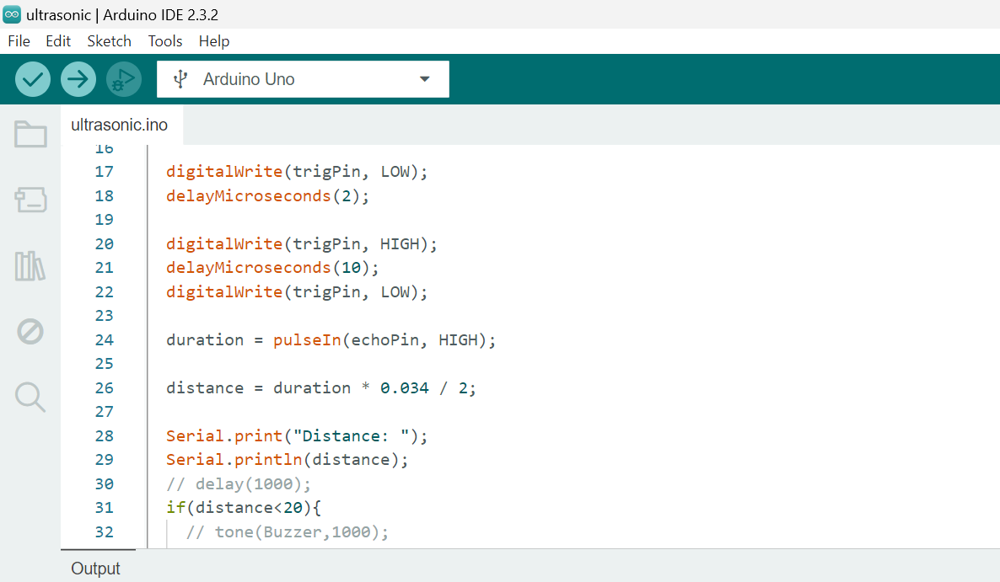 ultrasonic | Arduino IDE 2.3.2
File Edit Sketch Tools Help
Arduino Uno
ultrasonic.ino
16
17 digitalWrite(trigPin, LOW);
18 delayMicroseconds(2);
19
20 digitalWrite(trigPin, HIGH);
21 delayMicroseconds(10);
22 digitalWrite(trigPin, LOW);
23
24 duration = pulseIn(echoPin, HIGH);
25
26 distance = duration * 0.034 / 2;
27
28 Serial.print("Distance: ");
29 Serial.println(distance);
30 // delay(1000);
31 if(distance<20){
32 // tone(Buzzer,1000);
Output